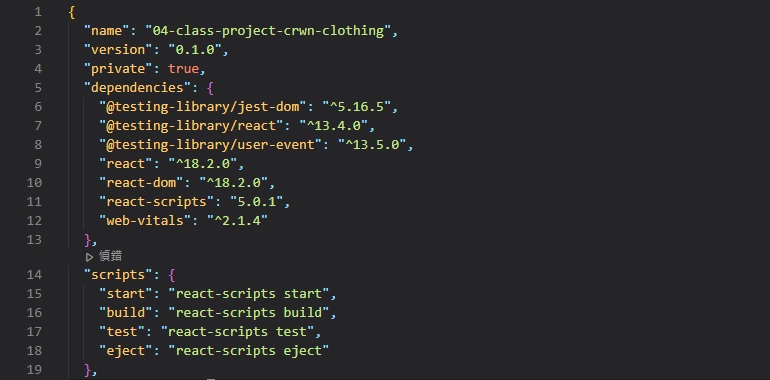 1 {
2 "name": "04-class-project-crwn-clothing",
3 "version": "0.1.0",
4 "private": true,
5 "dependencies": {
6 "@testing-library/jest-dom": "^5.16.5",
7 "@testing-library/react": "^13.4.0",
8 "@testing-library/user-event": "^13.5.0",
9 "react": "^18.2.0",
10 "react-dom": "^18.2.0",
11 "react-scripts": "5.0.1",
12 "web-vitals": "^2.1.4"
13 },
▷ 偵錯
14 "scripts": {
15 "start": "react-scripts start",
16 "build": "react-scripts build",
17 "test": "react-scripts test",
18 "eject": "react-scripts eject"
19 },